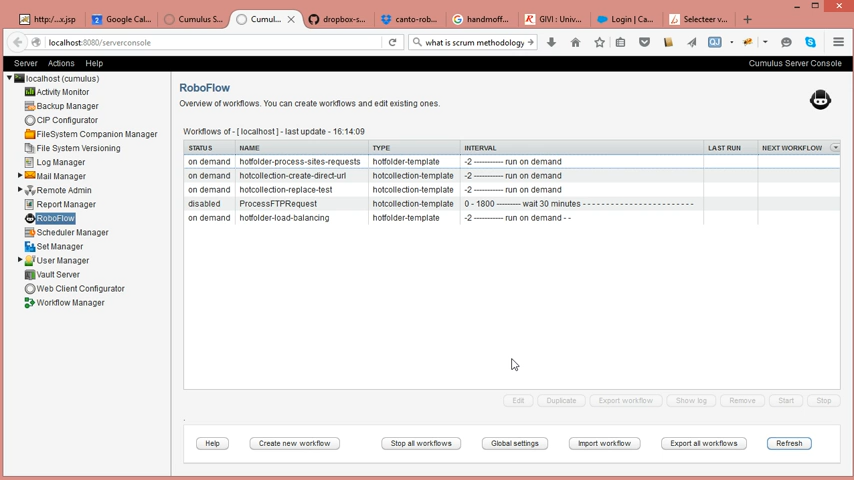 http:/...x.jsp
Google Cal...
Cumulus S...
Cumul...
dropbox-s...
canto-rob...
handmoff...
GIVI : Univ...
Login | Ca...
Selecteer v...
localhost:8080/serverconsole
what is scrum methodology
Server Actions Help
Cumulus Server Console
localhost (cumulus)
Activity Monitor
Backup Manager
CIP Configurator
FileSystem Companion Manager
File System Versioning
Log Manager
Mail Manager
Remote Admin
Report Manager
RoboFlow
Scheduler Manager
Set Manager
User Manager
Vault Server
Web Client Configurator
Workflow Manager
RoboFlow
Overview of workflows. You can create workflows and edit existing ones.
Workflows of - [ localhost ] - last update - 16:14:09
STATUS NAME TYPE INTERVAL LAST RUN NEXT WORKFLOW
on demand hotfolder-process-sites-requests hotfolder-template -2 ----------- run on demand
on demand hotcollection-create-direct-url hotcollection-template -2 ----------- run on demand
on demand hotcollection-replace-test hotcollection-template -2 ----------- run on demand
disabled ProcessFTPRequest hotcollection-template 0 - 1800 --------- wait 30 minutes - - - - - - - - - - - - - - - - - - - - - - - -
on demand hotfolder-load-balancing hotfolder-template -2 ----------- run on demand - -
Edit Duplicate Export workflow Show log Remove Start Stop
Help Create new workflow Stop all workflows Global settings Import workflow Export all workflows Refresh